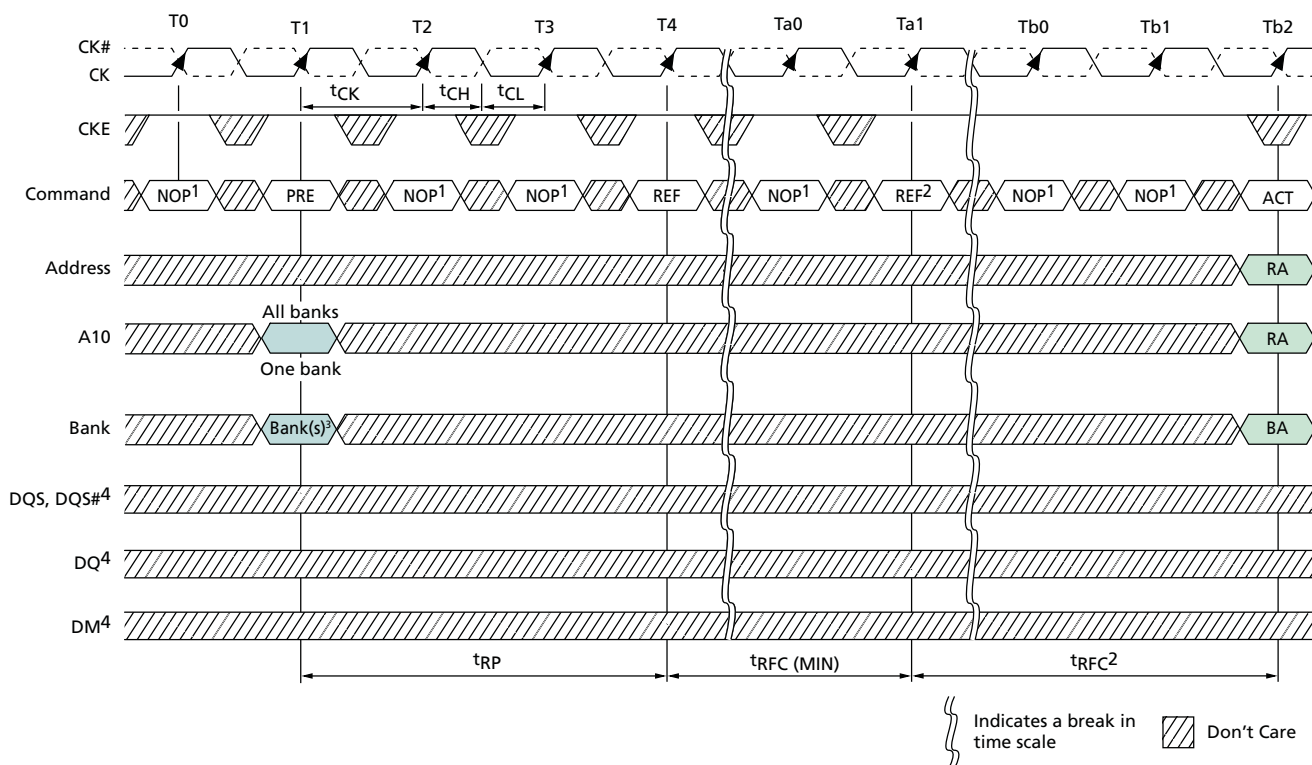 T0 T1 T2 T3 T4 Ta0 Ta1 Tb0 Tb1 Tb2
CK#
CK
tCK tCH tCL
CKE
Command NOP1 PRE NOP1 NOP1 REF NOP1 REF2 NOP1 NOP1 ACT
Address RA
All banks
A10 RA
One bank
Bank Bank(s)3 BA
DQS, DQS#4
DQ4
DM4
tRP tRFC (MIN) tRFC2
Indicates a break in
time scale
Don't Care